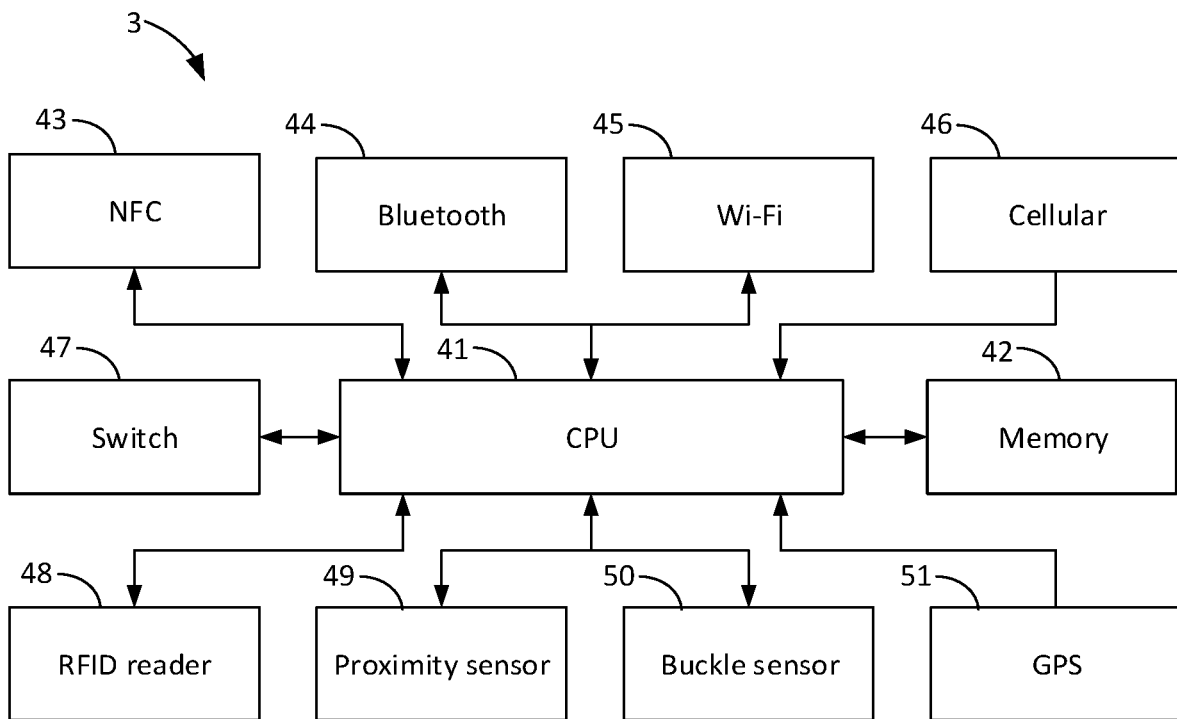 3
43 44 45 46
NFC Bluetooth Wi-Fi Cellular
47 41 42
Switch CPU Memory
48 49 50 51
RFID reader Proximity sensor Buckle sensor GPS